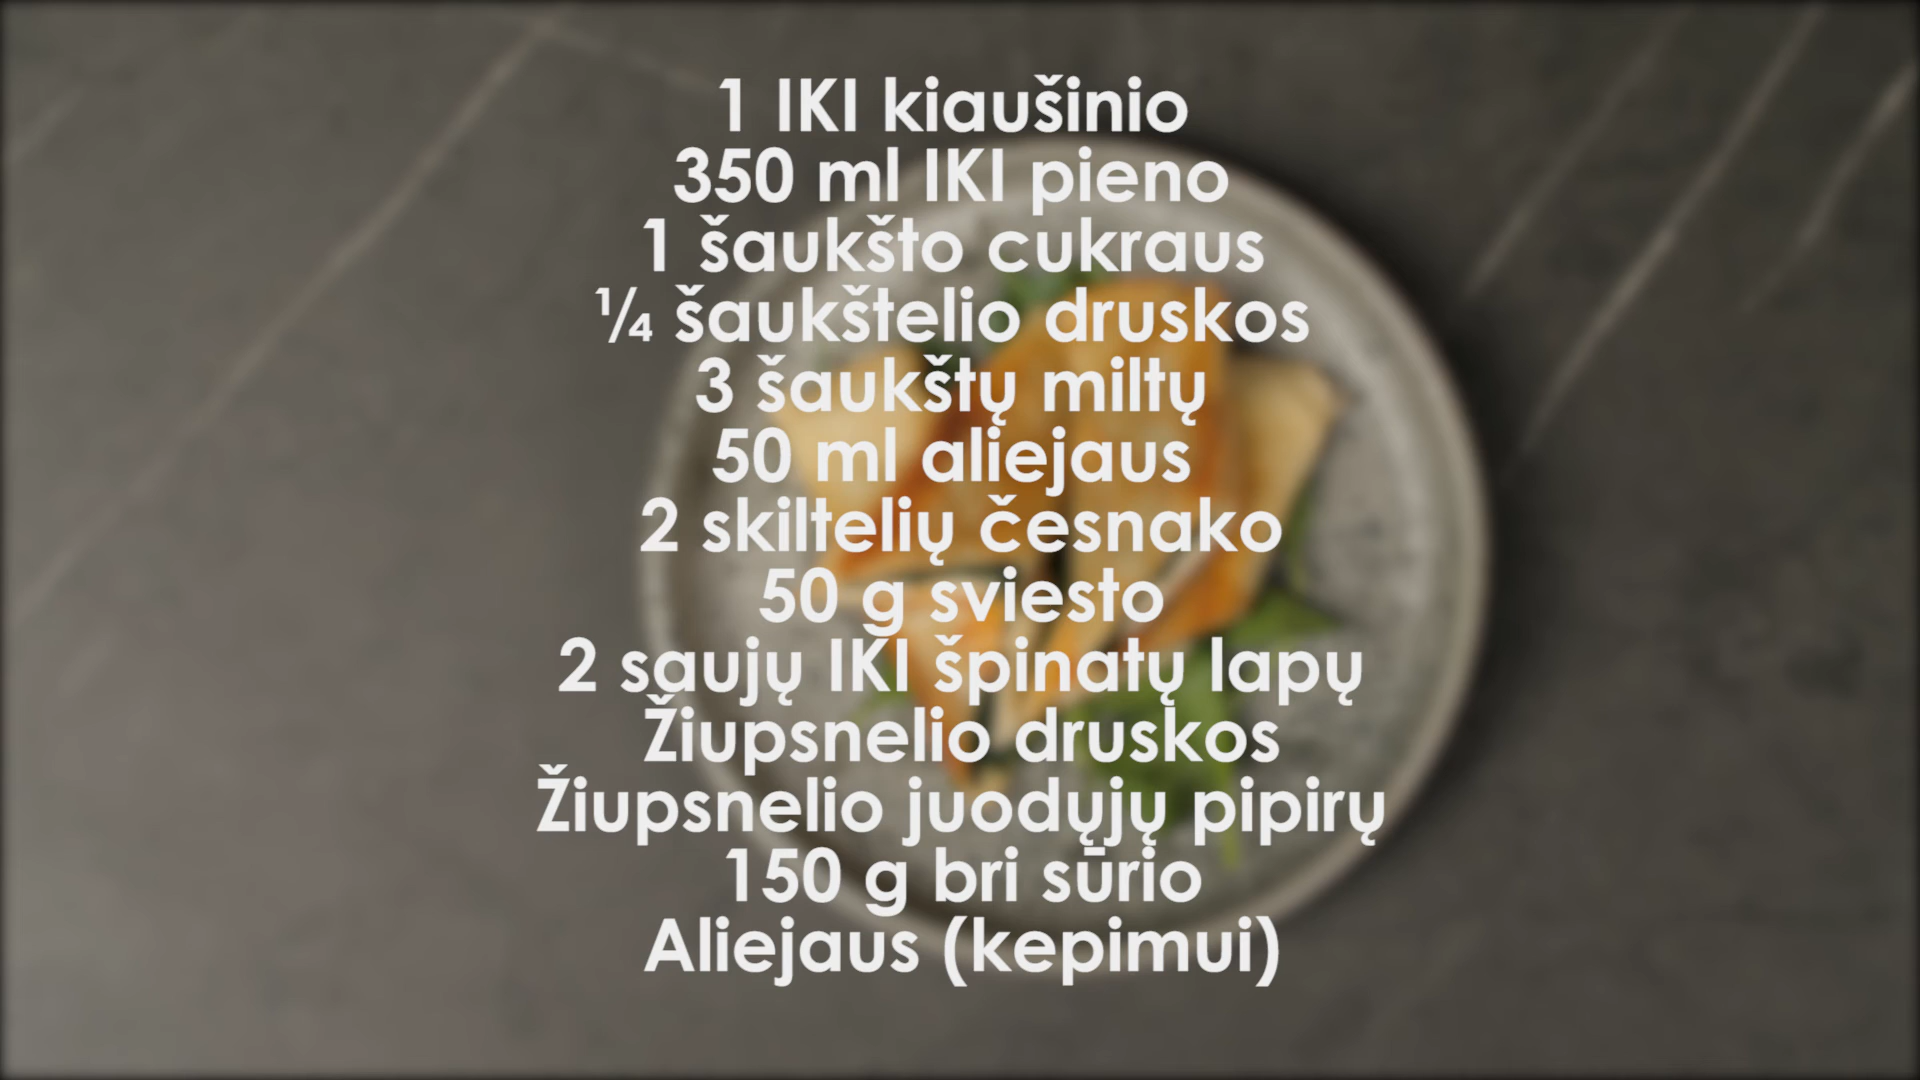 1 IKI kiaušinio
350 ml IKI pieno
1 šaukšto cukraus
¼ šaukštelio druskos
3 šaukštų miltų
50 ml aliejaus
2 skiltelių česnako
50 g sviesto
2 saujų IKI špinatų lapų
Žiupsnelio druskos
Žiupsnelio juodųjų pipirų
150 g bri sūrio
Aliejaus (kepimui)